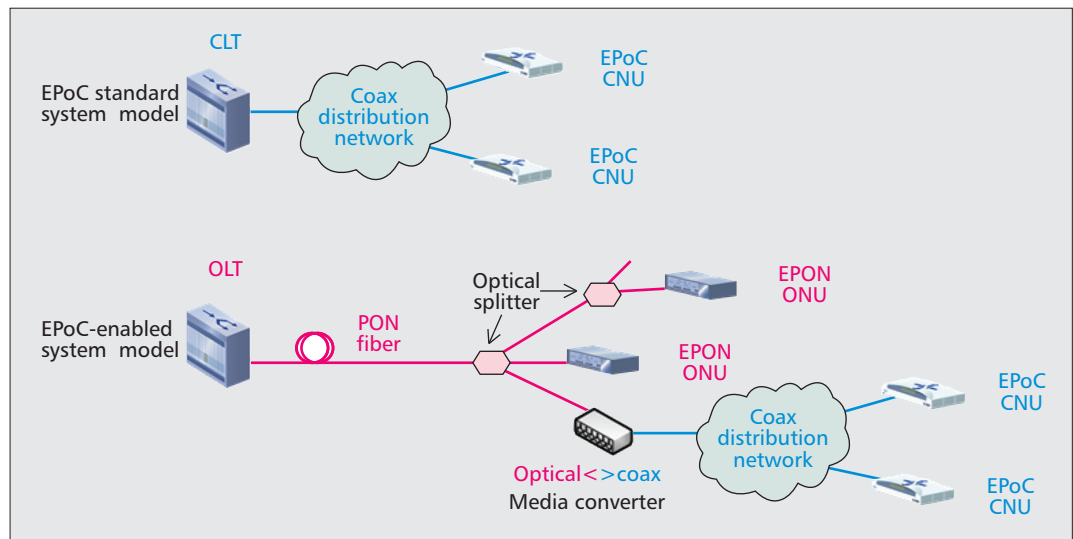 CLT
EPoC standard
system model
Coax
distribution
network
EPoC
CNU
EPoC
CNU
OLT
EPoC-enabled
system model
PON
fiber
Optical
splitter
EPON
ONU
EPON
ONU
Optical< >coax
Media converter
Coax
distribution
network
EPoC
CNU
EPoC
CNU